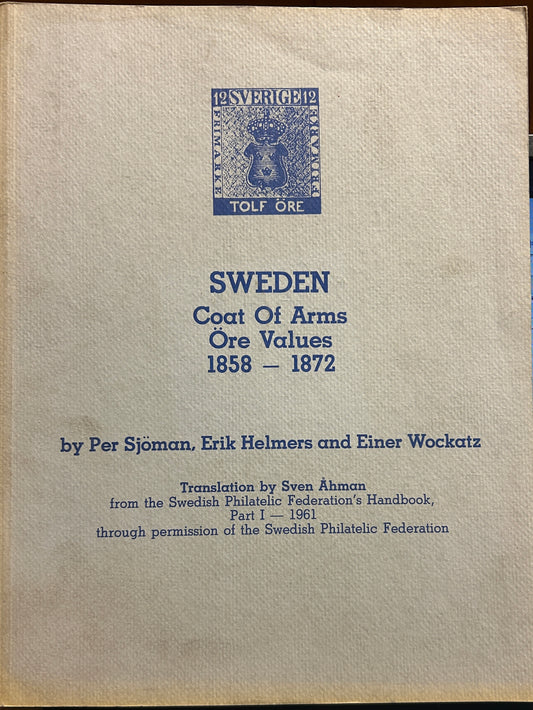 12 SVERIGE 12
FRIMARKE
FRIMARKE
TOLF ÖRE
SWEDEN
Coat Of Arms
Öre Values
1858 — 1872
by Per Sjöman, Erik Helmers and Einer Wockatz
Translation by Sven Åhman
from the Swedish Philatelic Federation's Handbook,
Part I — 1961
through permission of the Swedish Philatelic Federation